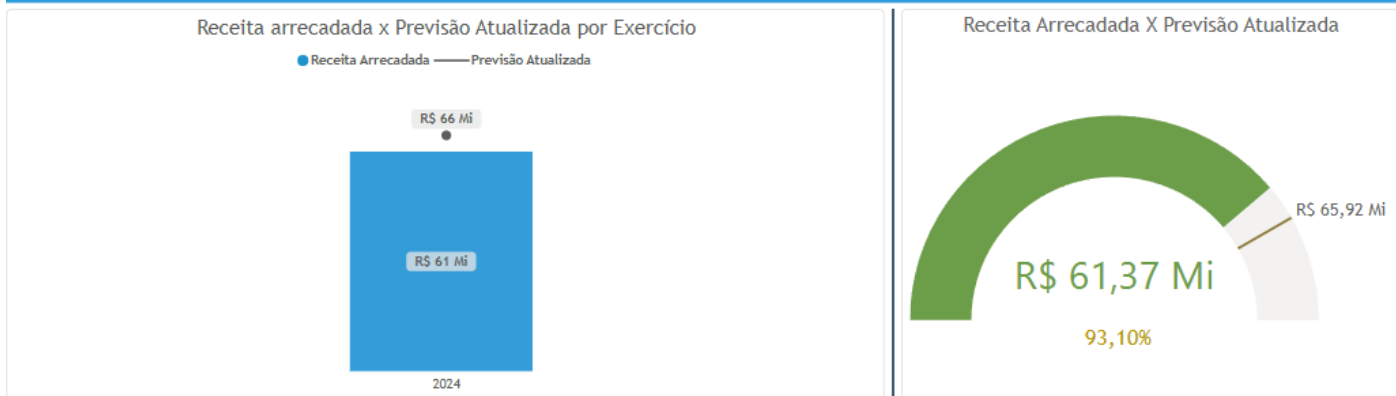 Receita arrecadada x Previsão Atualizada por Exercício
Receita Arrecadada Previsão Atualizada
R$ 66 Mi
R$ 61 Mi
2024
Receita Arrecadada X Previsão Atualizada
R$ 65,92 Mi
R$ 61,37 Mi
93,10%